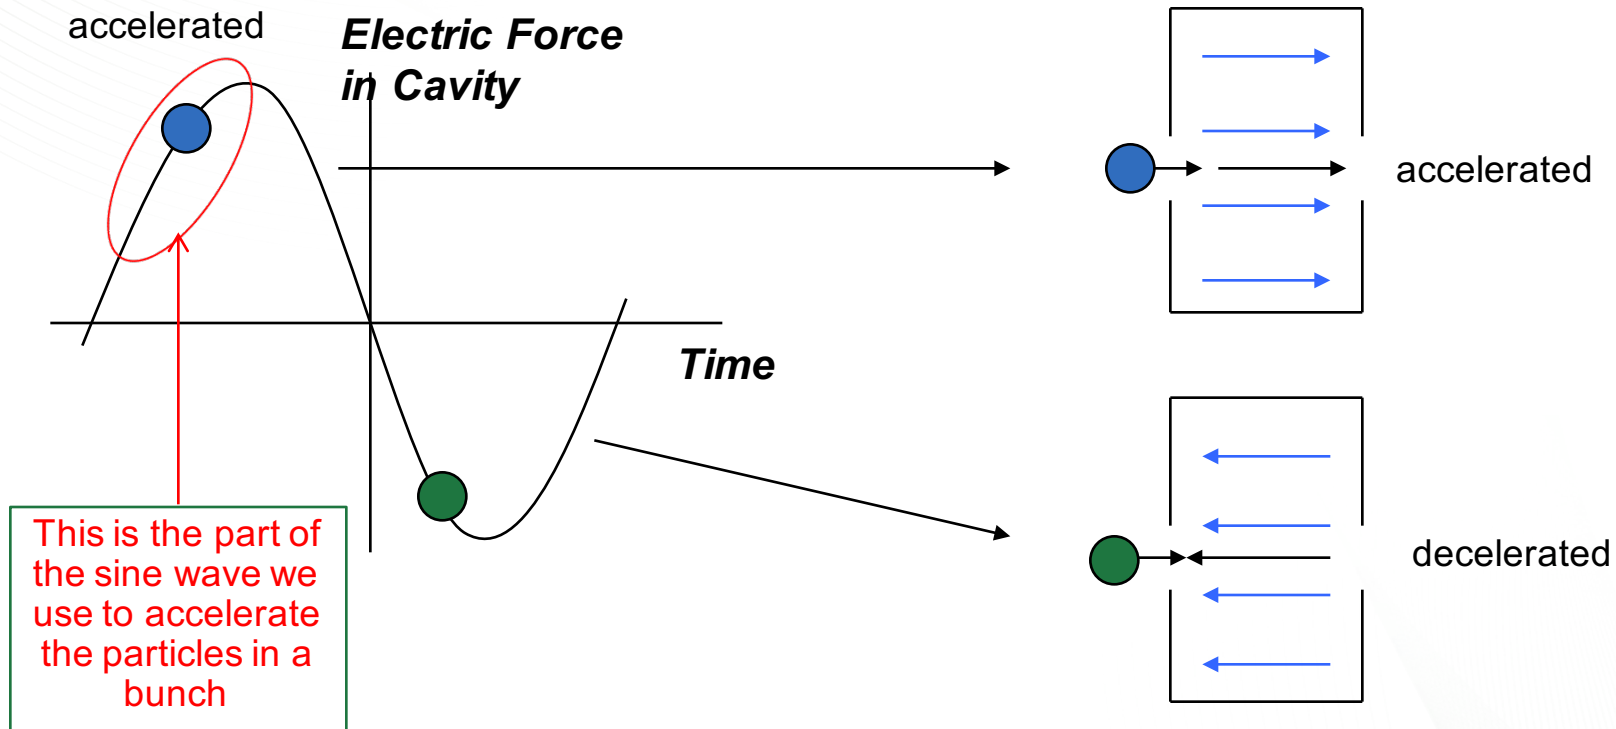 accelerated
Electric Force
in Cavity
accelerated
Time
decelerated
This is the part of
the sine wave we
use to accelerate
the particles in a
bunch